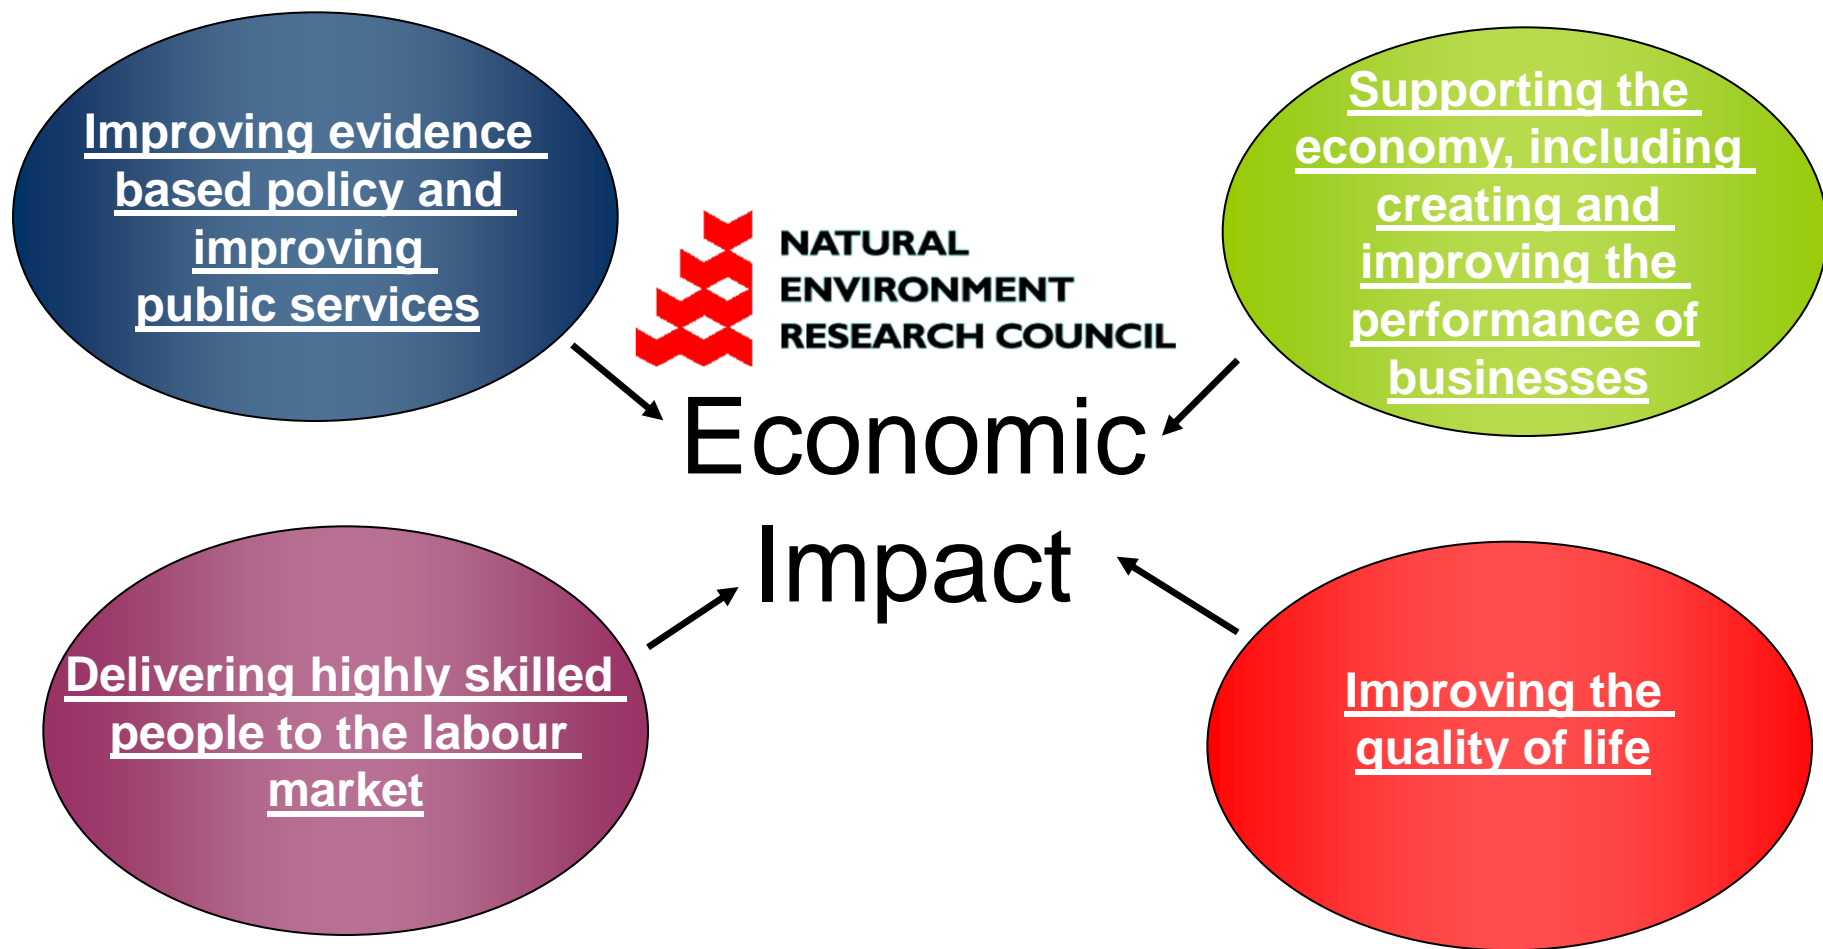 Improving evidence
based policy and
improving
public services
Supporting the
economy, including
creating and
improving the
performance of
businesses
NATURAL
ENVIRONMENT
RESEARCH COUNCIL
Economic
Impact
Delivering highly skilled
people to the labour
market
Improving the
quality of life